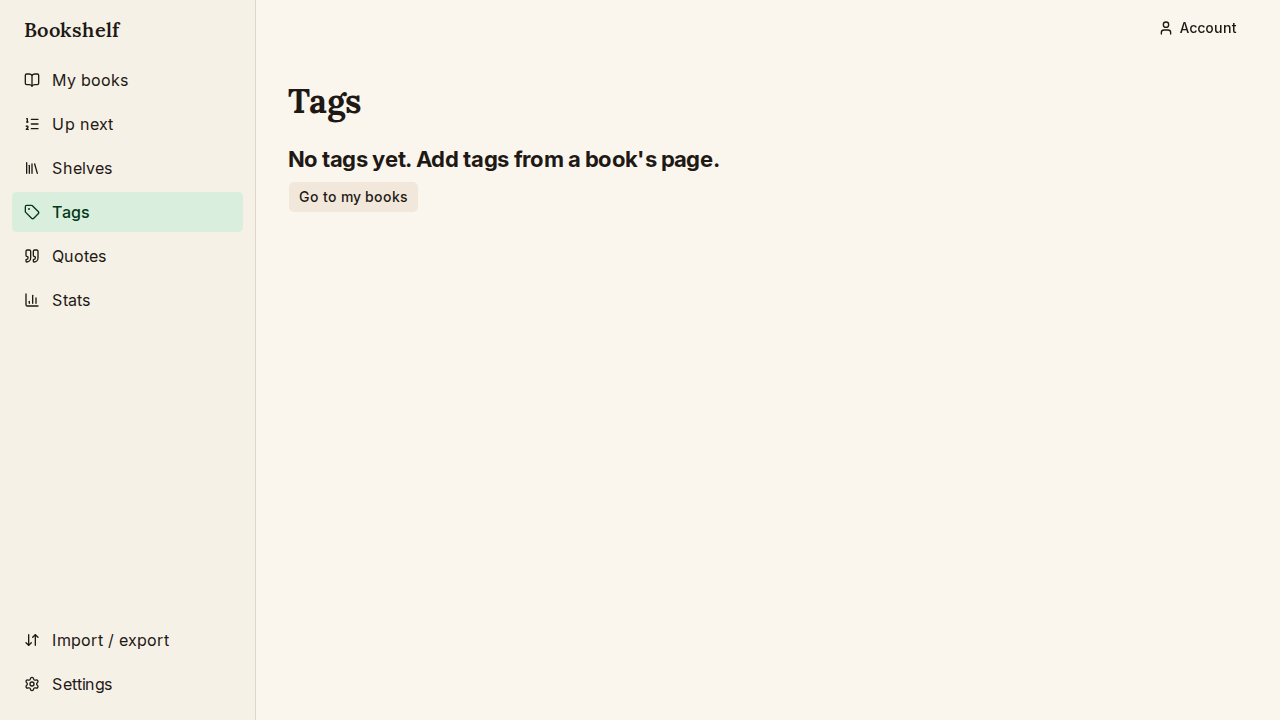 Bookshelf
My books
Up next
Shelves
Tags
Quotes
Stats
Import / export
Settings
Account
Tags
No tags yet. Add tags from a book's page.
Go to my books